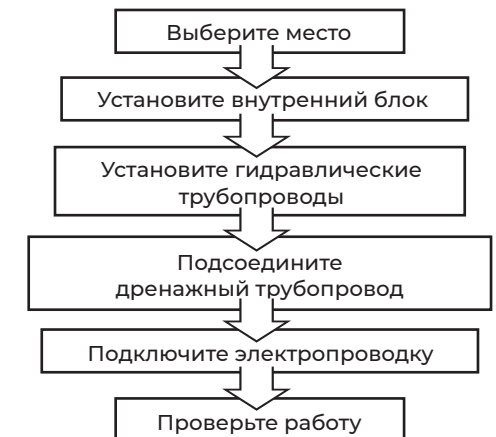 Выберите место
Установите внутренний блок
Установите гидравлические
трубопроводы
Подсоедините
дренажный трубопровод
Подключите электропроводку
Проверьте работу